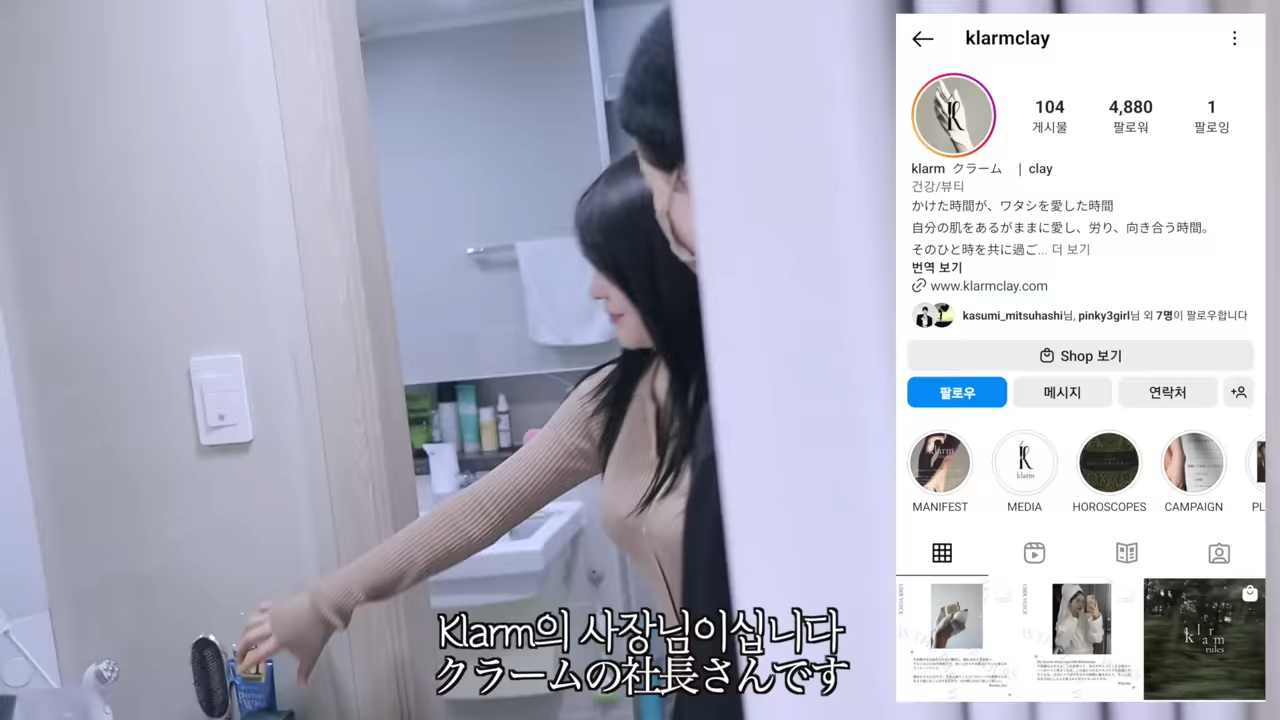 klarmclay
104 4,880 1
게시물 팔로워 팔로잉
klarm クラーム | clay
건강/뷰티
かけた時間が、ワタシを愛した時間
自分の肌をあるがままに愛し、労り、向き合う時間。
そのひと時を共に過ご... 더 보기
번역 보기
www.klarmclay.com
kasumi_mitsuhashi님, pinky3girl님 외 7명이 팔로우합니다
Shop 보기
팔로우 메시지 연락처
klarm
klarm
MANIFEST MEDIA HOROSCOPES CAMPAIGN PL
klarm
rules
Klarm의 사장님이십니다
クラームの社長さんです